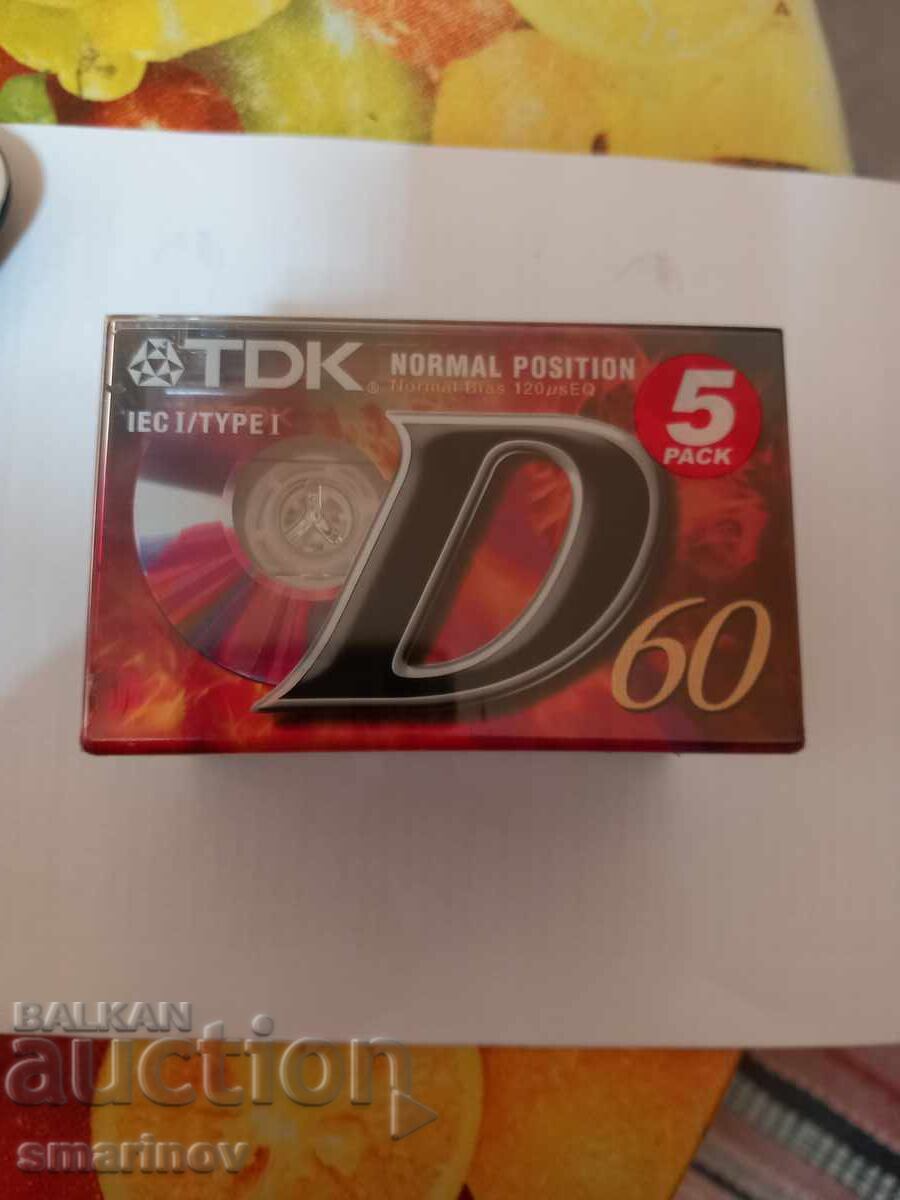 TDK®
NORMAL POSITION
Normal Bias 120µsEQ
IEC I/TYPE I
5
PACK
D
60
BALKAN
auction
smarinov